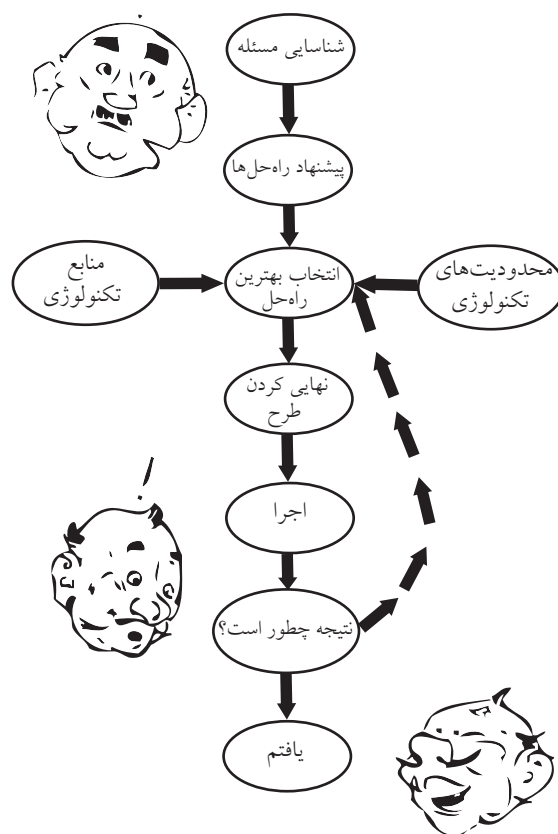 شناسایی مسئله
پیشنهاد راه‌حل‌ها
محدودیت‌های
تکنولوژی
انتخاب بهترین
راه‌حل
منابع
تکنولوژی
نهایی کردن
طرح
اجرا
نتیجه چطور است؟
یافتم